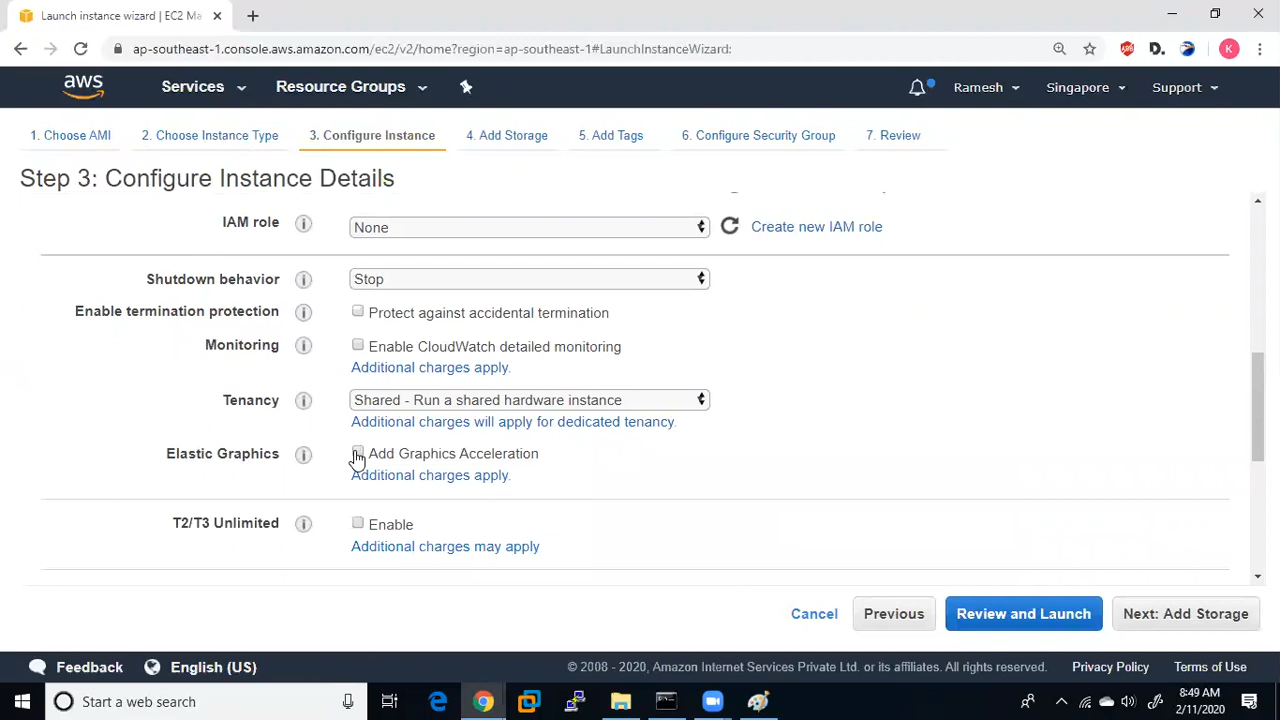 Launch instance wizard | EC2 Ma
ap-southeast-1.console.aws.amazon.com/ec2/v2/home?region=ap-southeast-1#LaunchInstanceWizard:
ABP
D.
K
aws
Services
Resource Groups
Ramesh
Singapore
Support
1. Choose AMI
2. Choose Instance Type
3. Configure Instance
4. Add Storage
5. Add Tags
6. Configure Security Group
7. Review
Step 3: Configure Instance Details
IAM role
None
Create new IAM role
Shutdown behavior
Stop
Enable termination protection
Protect against accidental termination
Monitoring
Enable CloudWatch detailed monitoring
Additional charges apply.
Tenancy
Shared - Run a shared hardware instance
Additional charges will apply for dedicated tenancy.
Elastic Graphics
Add Graphics Acceleration
Additional charges apply.
T2/T3 Unlimited
Enable
Additional charges may apply
Cancel
Previous
Review and Launch
Next: Add Storage
Feedback
English (US)
© 2008 - 2020, Amazon Internet Services Private Ltd. or its affiliates. All rights reserved.
Privacy Policy
Terms of Use
Start a web search
8:49 AM
2/11/2020